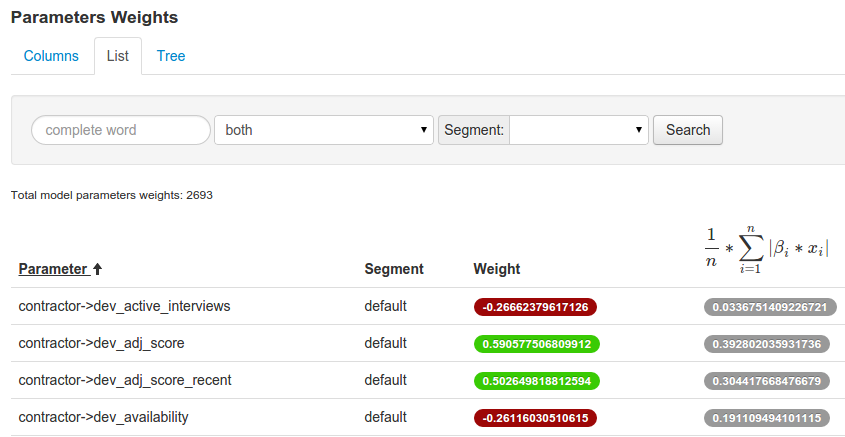 Parameters Weights
Columns List Tree
complete word both Segment: Search
Total model parameters weights: 2693
Parameter Segment Weight \frac{1}{n} * \sum_{i=1}^{n} |\beta_i * x_i|
contractor->dev_active_interviews default -0.26662379617126 0.0336751409226721
contractor->dev_adj_score default 0.590577506809912 0.392802035931736
contractor->dev_adj_score_recent default 0.502649818812594 0.304417668476679
contractor->dev_availability default -0.26116030510615 0.191109494101115